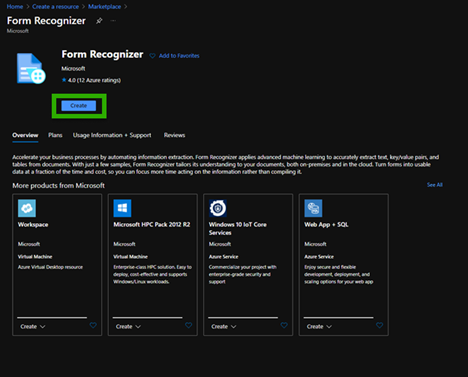 Home > Create a resource > Marketplace >
Form Recognizer
Microsoft
Form Recognizer
Add to Favorites
Microsoft
4.0 (12 Azure ratings)
Create
Overview Plans Usage Information + Support Reviews
Accelerate your business processes by automating information extraction. Form Recognizer applies advanced machine learning to accurately extract text, key/value pairs, and
tables from documents. With just a few samples, Form Recognizer tailors its understanding to your documents, both on-premises and in the cloud. Turn forms into usable
data at a fraction of the time and cost, so you can focus more time acting on the information rather than compiling it.
More products from Microsoft
See All
Workspace
Microsoft
Virtual Machine
Azure Virtual Desktop resource
Create
Microsoft HPC Pack 2012 R2
Microsoft
Virtual Machine
Enterprise-class HPC solution. Easy to
deploy, cost-effective and supports
Windows/Linux workloads.
Create
Windows 10 IoT Core
Services
Microsoft
Azure Service
Commercialize your project with
enterprise-grade security and
support
Create
Web App + SQL
Microsoft
Azure Service
Enjoy secure and flexible
development, deployment, and
scaling options for your web app
Create